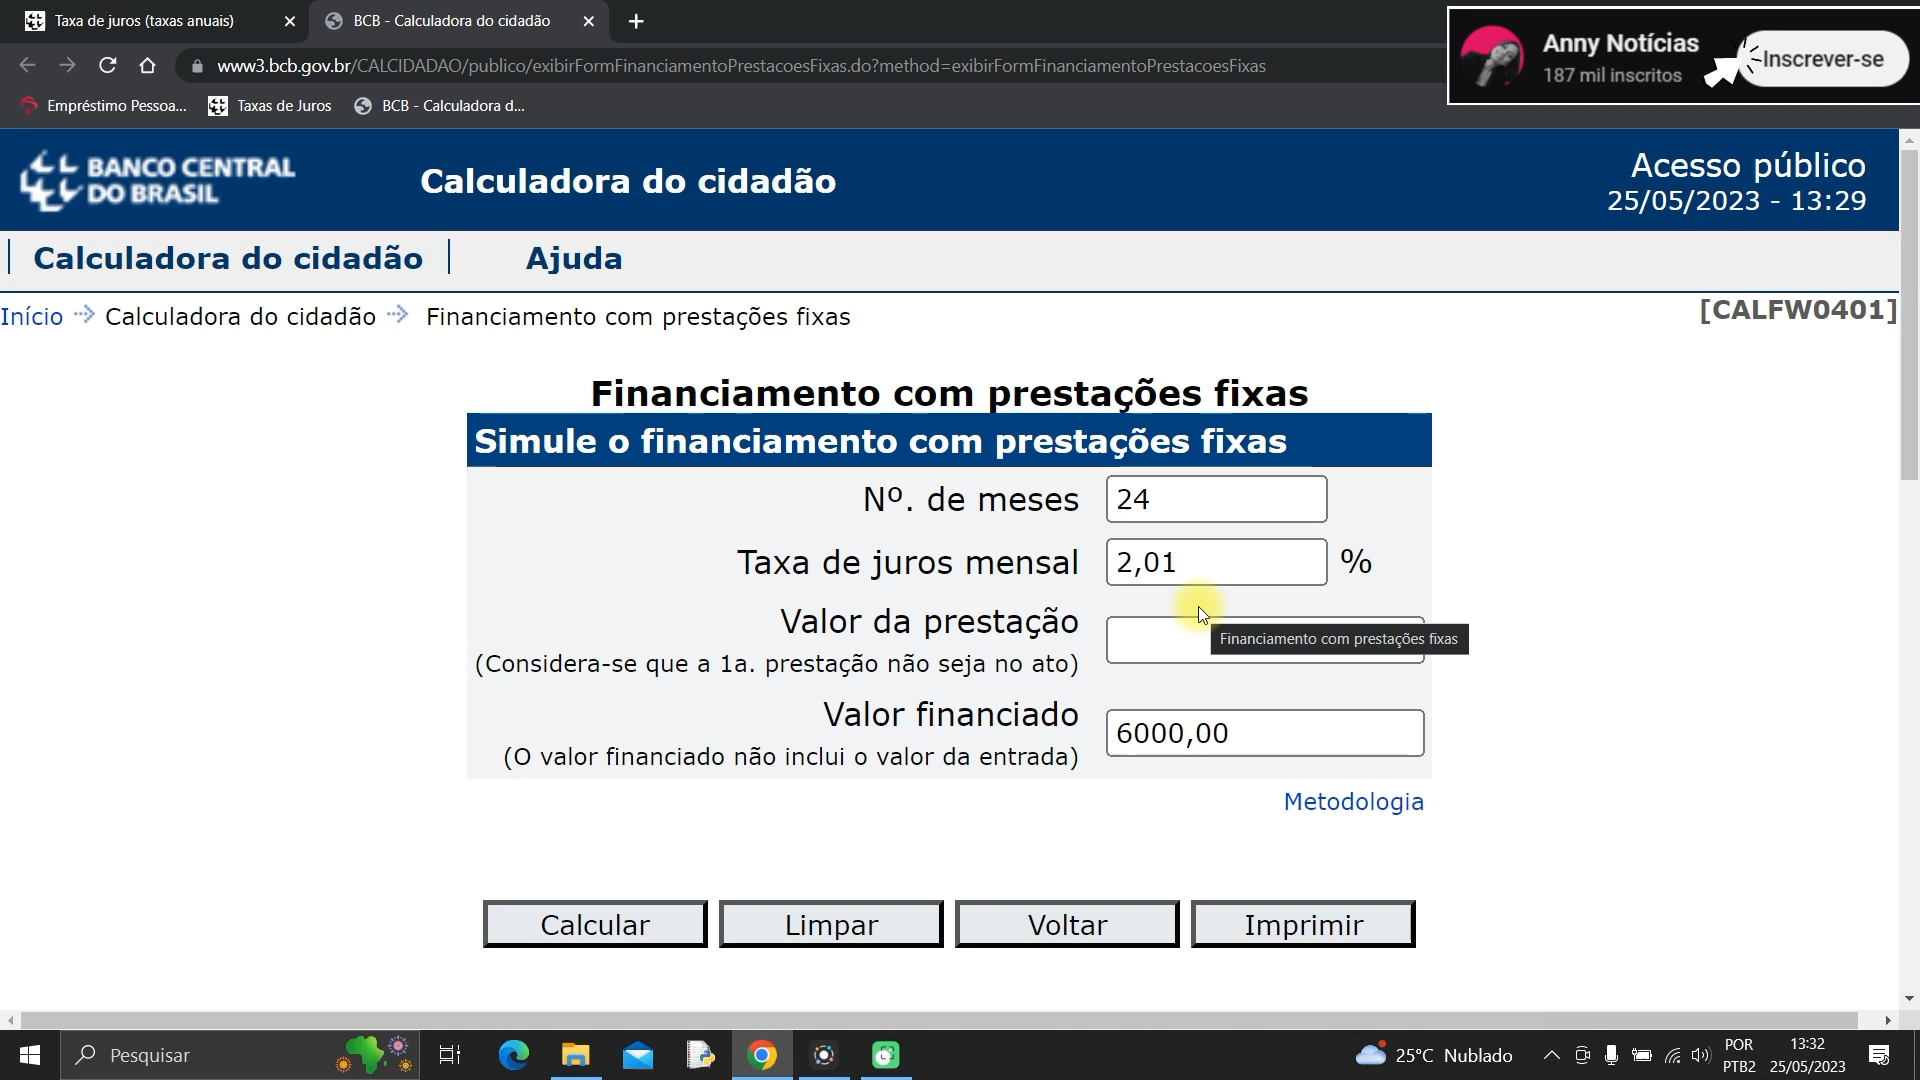 Taxa de juros (taxas anuais)
BCB - Calculadora do cidadão
Anny Notícias
187 mil inscritos
Inscrever-se
www3.bcb.gov.br/CALCIDADAO/publico/exibirFormFinanciamentoPrestacoesFixas.do?method=exibirFormFinanciamentoPrestacoesFixas
Empréstimo Pessoa...
Taxas de Juros
BCB - Calculadora d...
BANCO CENTRAL
DO BRASIL
Calculadora do cidadão
Acesso público
25/05/2023 - 13:29
Calculadora do cidadão
Ajuda
Início Calculadora do cidadão Financiamento com prestações fixas
[CALFW0401]
Financiamento com prestações fixas
Simule o financiamento com prestações fixas
Nº. de meses 24
Taxa de juros mensal 2,01 %
Valor da prestação
(Considera-se que a 1a. prestação não seja no ato)
Financiamento com prestações fixas
Valor financiado
6000,00
(O valor financiado não inclui o valor da entrada)
Metodologia
Calcular
Limpar
Voltar
Imprimir
Pesquisar
25°C Nublado
POR
PTB2
13:32
25/05/2023